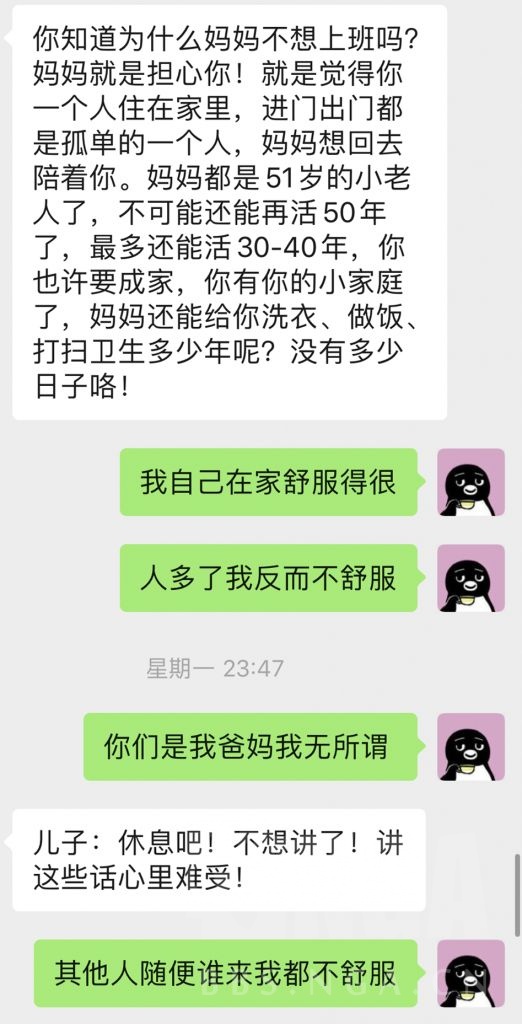 你知道为什么妈妈不想上班吗?
妈妈就是担心你！就是觉得你
一个人住在家里，进门出门都
是孤单的一个人，妈妈想回去
陪着你。妈妈都是51岁的小老
人了，不可能还能再活50年
了，最多还能活30-40年，你
也许要成家，你有你的小家庭
了，妈妈还能给你洗衣、做饭、
打扫卫生多少年呢？没有多少
日子咯！
我自己在家舒服得很
人多了我反而不舒服
星期一 23:47
你们是我爸妈我无所谓
儿子：休息吧！不想讲了！讲
这些话心里难受！
其他人随便谁来我都不舒服
BBS.NGA.CN